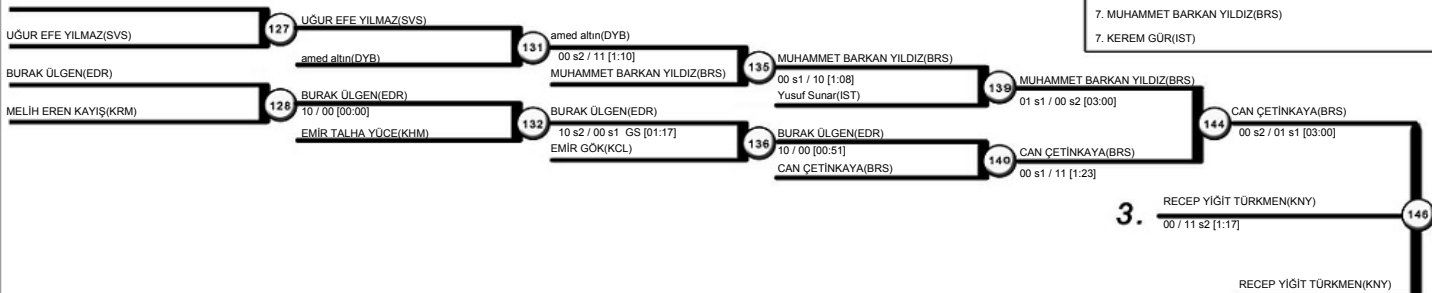 7. MUHAMMET BARKAN YILDIZ(BRS)
7. KEREM GÜR(IST)
UĞUR EFE YILMAZ(SVS)
127
UĞUR EFE YILMAZ(SVS)
amed altın(DYB)
131
amed altın(DYB)
00 s2 / 11 [1:10]
MUHAMMET BARKAN YILDIZ(BRS)
135
MUHAMMET BARKAN YILDIZ(BRS)
00 s1 / 10 [1:08]
Yusuf Sunar(IST)
139
MUHAMMET BARKAN YILDIZ(BRS)
01 s1 / 00 s2 [03:00]
144
CAN ÇETİNKAYA(BRS)
00 s2 / 01 s1 [03:00]
BURAK ÜLGEN(EDR)
MELİH EREN KAYIŞ(KRM)
128
BURAK ÜLGEN(EDR)
10 / 00 [00:00]
EMİR TALHA YÜCE(KHM)
132
BURAK ÜLGEN(EDR)
10 s2 / 00 s1 GS [01:17]
EMİR GÖK(KCL)
136
BURAK ÜLGEN(EDR)
10 / 00 [00:51]
CAN ÇETİNKAYA(BRS)
140
CAN ÇETİNKAYA(BRS)
00 s1 / 11 [1:23]
3.
RECEP YİĞİT TÜRKMEN(KNY)
00 / 11 s2 [1:17]
146
RECEP YİĞİT TÜRKMEN(KNY)